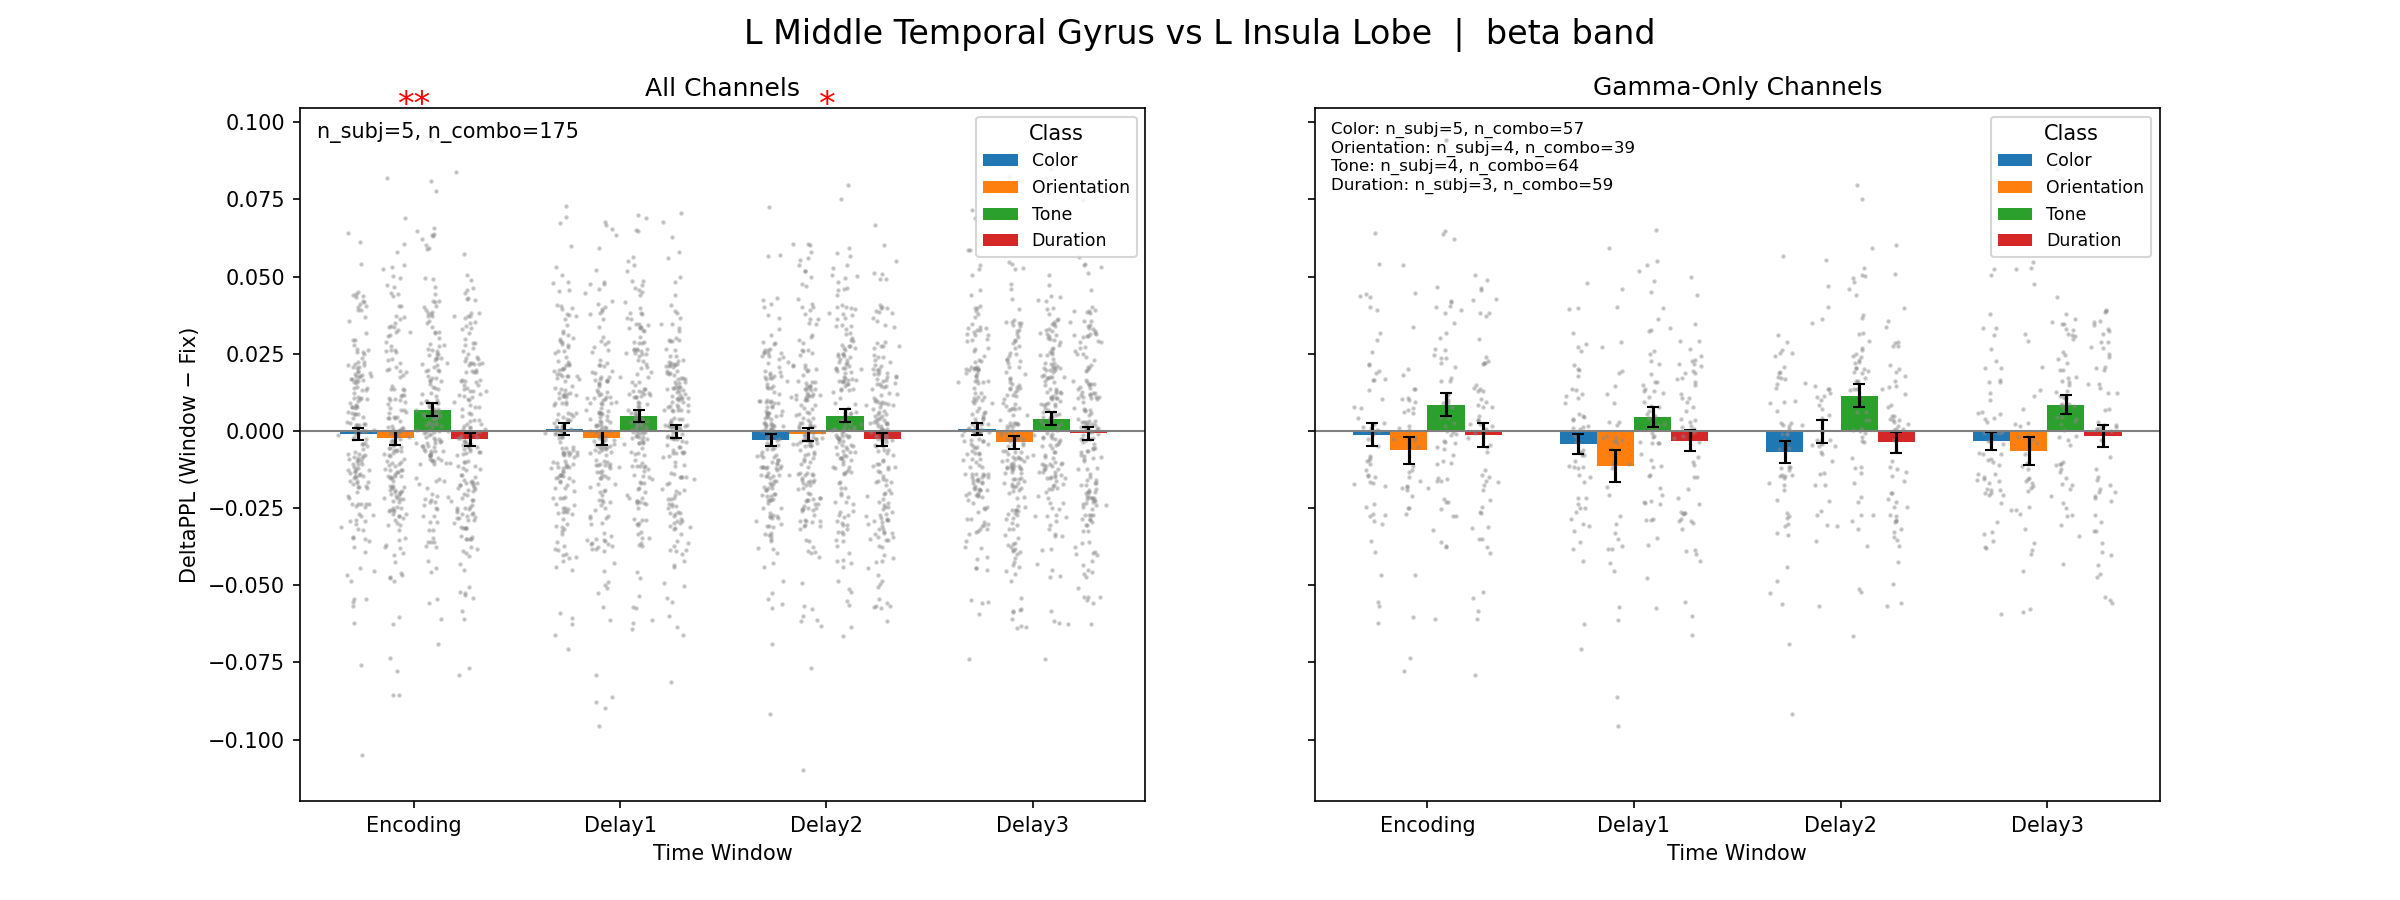 L Middle Temporal Gyrus vs L Insula Lobe | beta band
All Channels
** *
n_subj=5, n_combo=175
Class
Color
Orientation
Tone
Duration
0.100
0.075
0.050
0.025
0.000
−0.025
−0.050
−0.075
−0.100
DeltaPPL (Window − Fix)
Encoding Delay1 Delay2 Delay3
Time Window
Gamma-Only Channels
Color: n_subj=5, n_combo=57
Orientation: n_subj=4, n_combo=39
Tone: n_subj=4, n_combo=64
Duration: n_subj=3, n_combo=59
Class
Color
Orientation
Tone
Duration
Encoding Delay1 Delay2 Delay3
Time Window